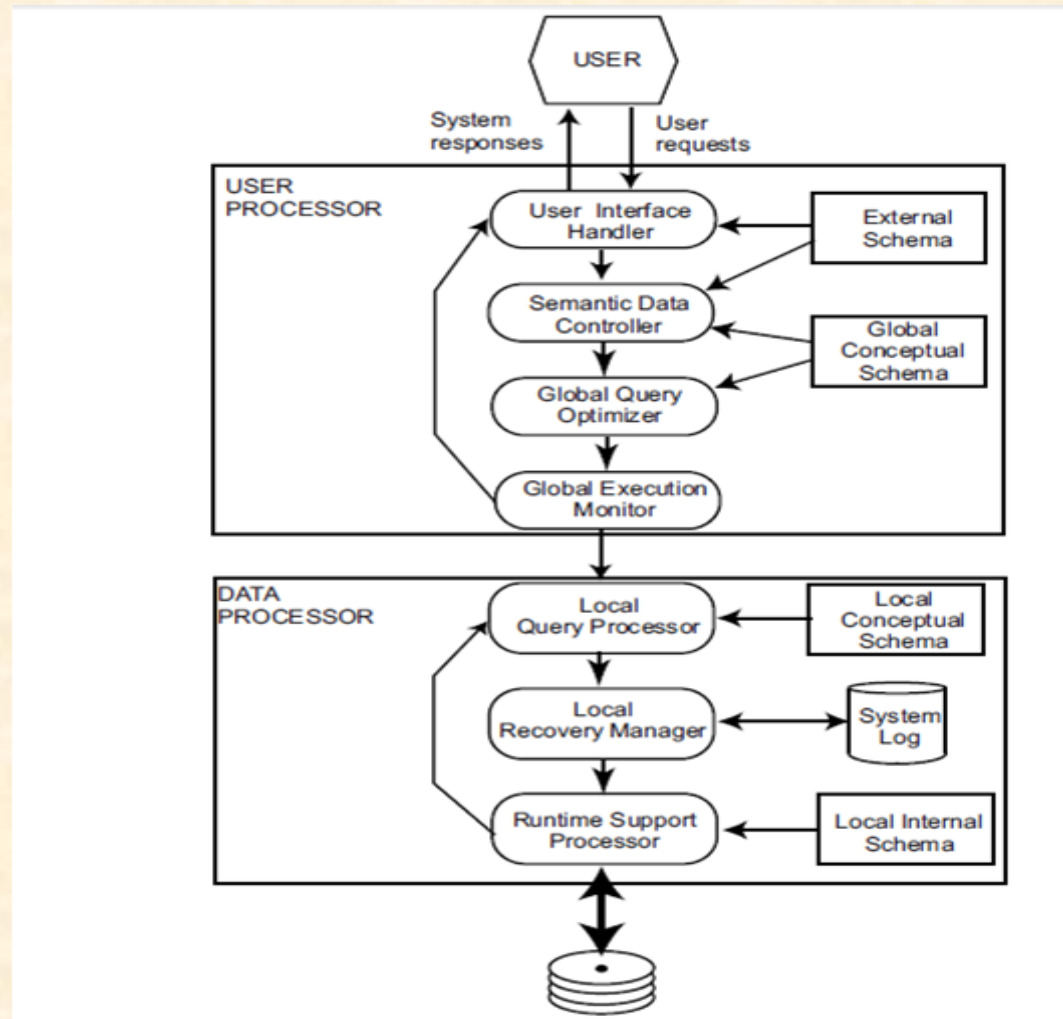 USER
System
responses
User
requests
USER
PROCESSOR
User Interface
Handler
External
Schema
Semantic Data
Controller
Global
Conceptual
Schema
Global Query
Optimizer
Global Execution
Monitor
DATA
PROCESSOR
Local
Query Processor
Local
Conceptual
Schema
Local
Recovery Manager
System
Log
Runtime Support
Processor
Local Internal
Schema